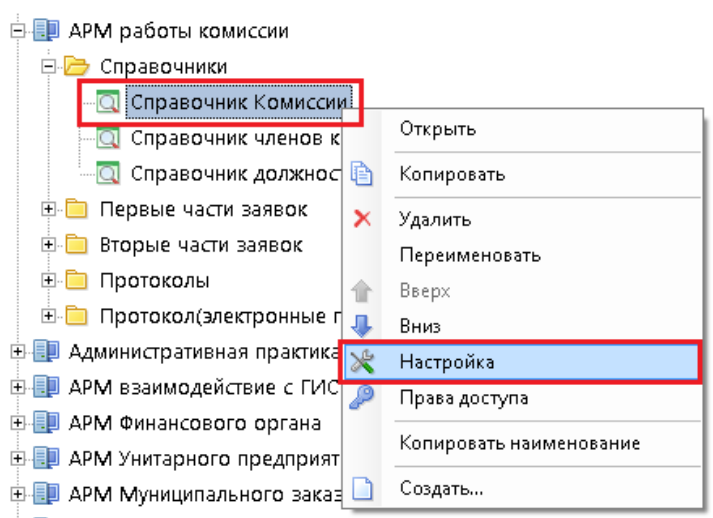 АРМ работы комиссии
Справочники
Справочник Комиссии
Открыть
Справочник членов к
Копировать
Справочник должнос
Первые части заявок
Удалить
Вторые части заявок
Переименовать
Протоколы
Вверх
Протокол(электронные п
Вниз
Административная практика
Настройка
АРМ взаимодействие с ГИС
Права доступа
АРМ Финансового органа
Копировать наименование
АРМ Унитарного предприят
Создать...
АРМ Муниципального заказ